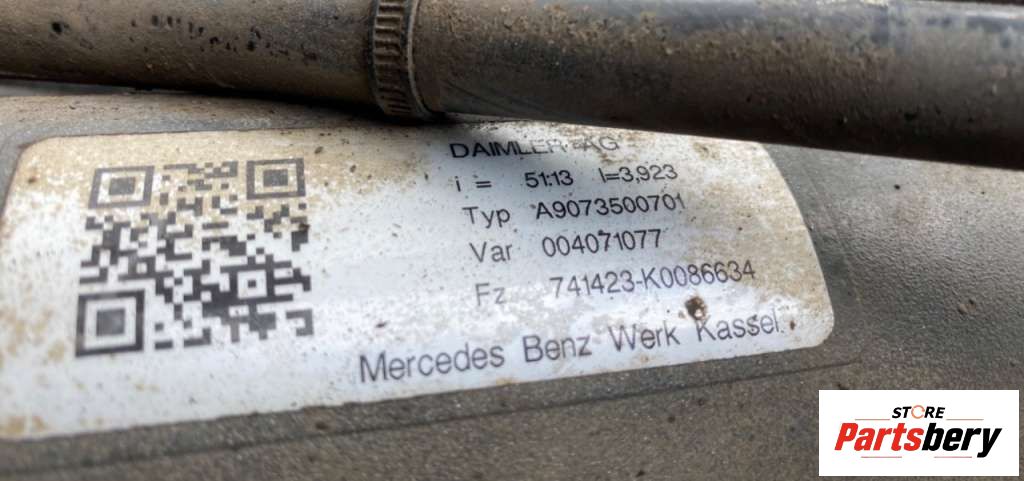 DAIMLER AG
i = 51:13 I=3,923
Typ A9073500701
Var 004071077
Fz 741423-K0086634
Mercedes Benz Werk Kassel
STORE
Partsbery